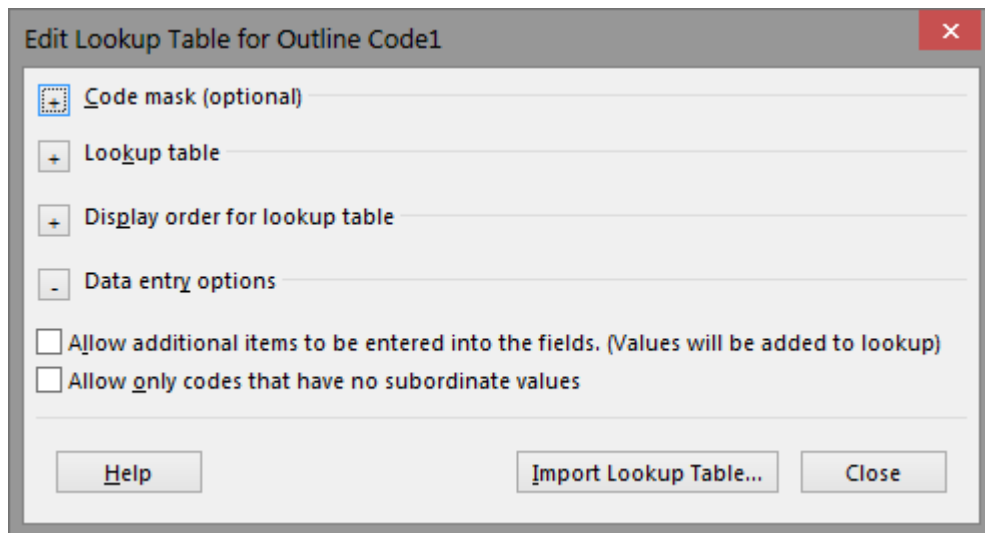 Edit Lookup Table for Outline Code1
Code mask (optional)
Lookup table
Display order for lookup table
Data entry options
Allow additional items to be entered into the fields. (Values will be added to lookup)
Allow only codes that have no subordinate values
Help Import Lookup Table... Close